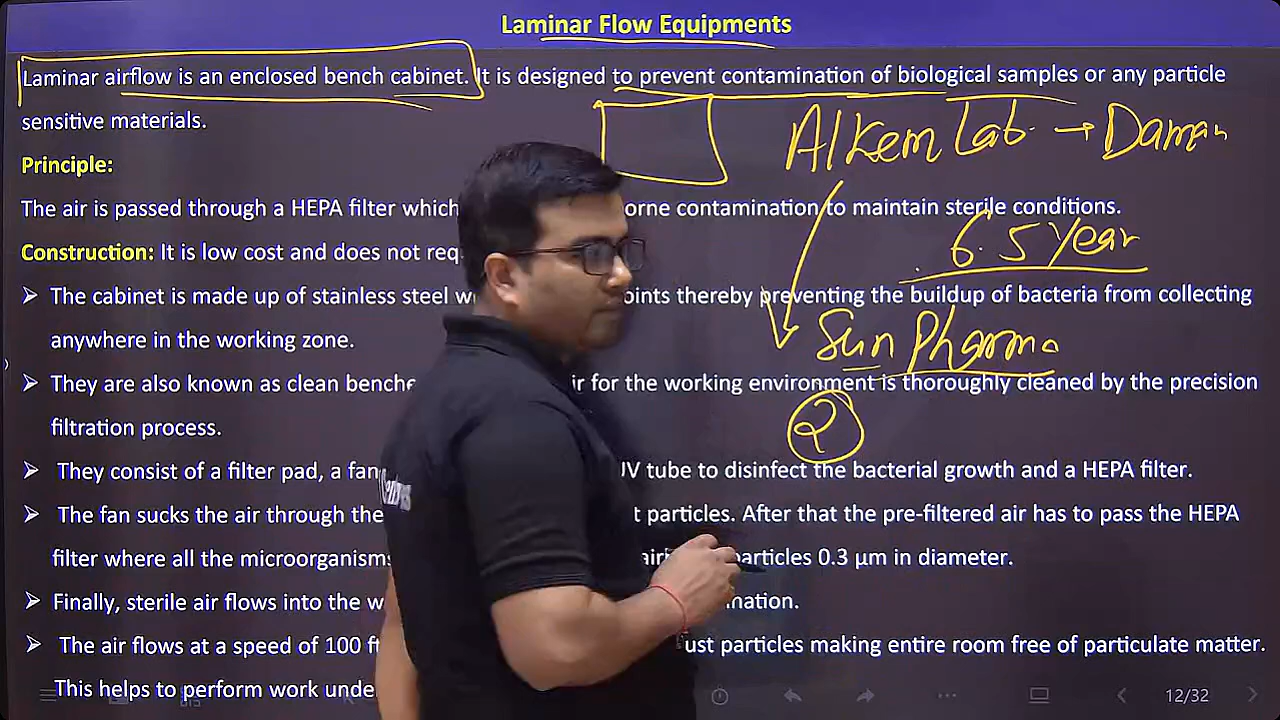 Laminar Flow Equipments
Laminar airflow is an enclosed bench cabinet. It is designed to prevent contamination of biological samples or any particle
sensitive materials.
Alkem Lab. → Daman
Principle:
The air is passed through a HEPA filter which orne contamination to maintain sterile conditions.
6.5 year
Construction: It is low cost and does not req
➤ The cabinet is made up of stainless steel w oints thereby preventing the buildup of bacteria from collecting
anywhere in the working zone.
Sun Pharma
➤ They are also known as clean benche ir for the working environment is thoroughly cleaned by the precision
filtration process.
2
➤ They consist of a filter pad, a fan UV tube to disinfect the bacterial growth and a HEPA filter.
➤ The fan sucks the air through the t particles. After that the pre-filtered air has to pass the HEPA
filter where all the microorganisms particles 0.3 µm in diameter.
➤ Finally, sterile air flows into the w ination.
➤ The air flows at a speed of 100 ft ust particles making entire room free of particulate matter.
This helps to perform work unde
12/32